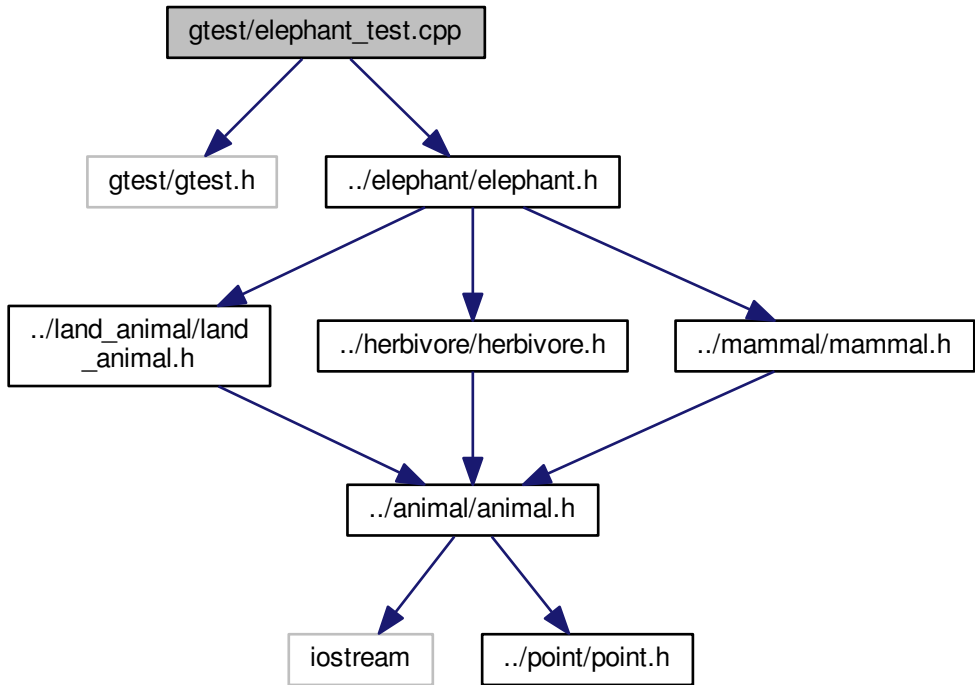 gtest/elephant_test.cpp
gtest/gtest.h
../elephant/elephant.h
../land_animal/land
_animal.h
../herbivore/herbivore.h
../mammal/mammal.h
../animal/animal.h
iostream
../point/point.h